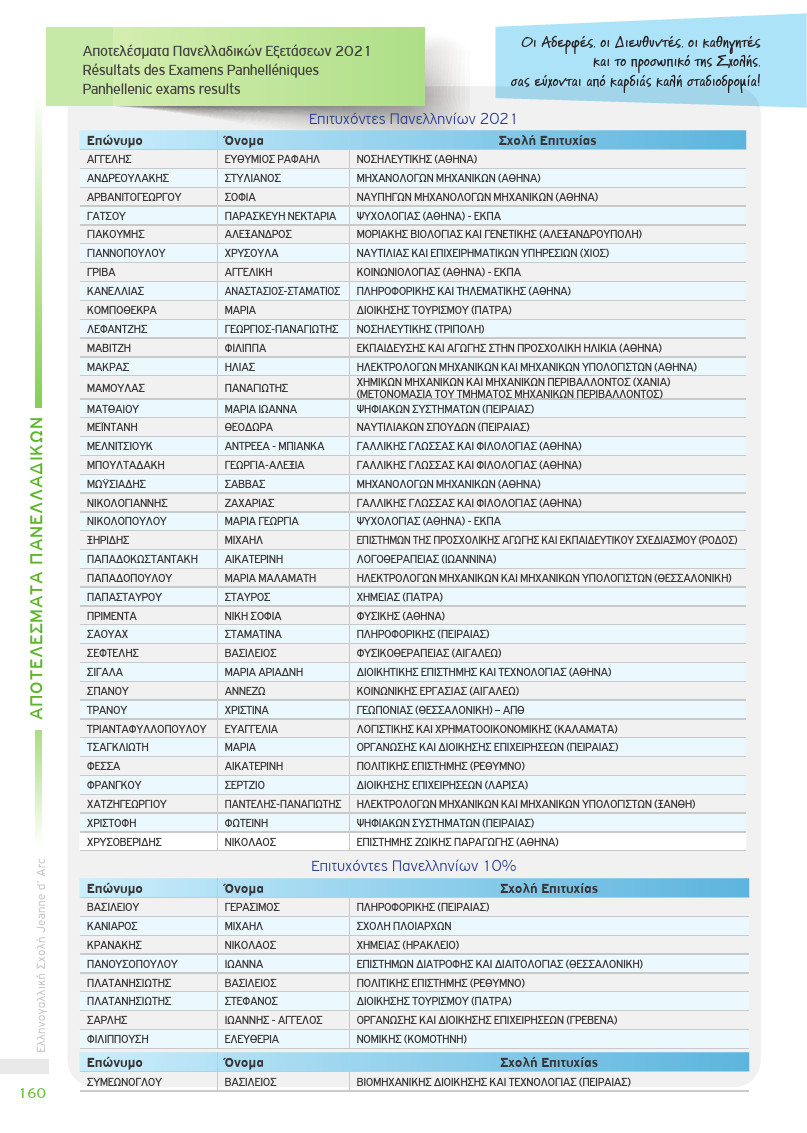 Αποτελέσματα Πανελλαδικών Εξετάσεων 2021
Résultats des Examens Panhelléniques
Panhellenic exams results
Οι Αδερφές, οι Διευθυντές, οι καθηγητές
και το προσωπικό της Σχολής,
σας εύχονται από καρδιάς καλή σταδιοδρομία!
Επιτυχόντες Πανελληνίων 2021
Επώνυμο Όνομα Σχολή Επιτυχίας
ΑΓΓΕΛΗΣ ΕΥΘΥΜΙΟΣ ΡΑΦΑΗΛ ΝΟΣΗΛΕΥΤΙΚΗΣ (ΑΘΗΝΑ)
ΑΝΔΡΕΟΥΛΑΚΗΣ ΣΤΥΛΙΑΝΟΣ ΜΗΧΑΝΟΛΟΓΩΝ ΜΗΧΑΝΙΚΩΝ (ΑΘΗΝΑ)
ΑΡΒΑΝΙΤΟΓΕΩΡΓΟΥ ΣΟΦΙΑ ΝΑΥΠΗΓΩΝ ΜΗΧΑΝΟΛΟΓΩΝ ΜΗΧΑΝΙΚΩΝ (ΑΘΗΝΑ)
ΓΑΤΣΟΥ ΠΑΡΑΣΚΕΥΗ ΝΕΚΤΑΡΙΑ ΨΥΧΟΛΟΓΙΑΣ (ΑΘΗΝΑ) - ΕΚΠΑ
ΓΙΑΚΟΥΜΗΣ ΑΛΕΞΑΝΔΡΟΣ ΜΟΡΙΑΚΗΣ ΒΙΟΛΟΓΙΑΣ ΚΑΙ ΓΕΝΕΤΙΚΗΣ (ΑΛΕΞΑΝΔΡΟΥΠΟΛΗ)
ΓΙΑΝΝΟΠΟΥΛΟΥ ΧΡΥΣΟΥΛΑ ΝΑΥΤΙΛΙΑΣ ΚΑΙ ΕΠΙΧΕΙΡΗΜΑΤΙΚΩΝ ΥΠΗΡΕΣΙΩΝ (ΧΙΟΣ)
ΓΡΙΒΑ ΑΓΓΕΛΙΚΗ ΚΟΙΝΩΝΙΟΛΟΓΙΑΣ (ΑΘΗΝΑ) - ΕΚΠΑ
ΚΑΝΕΛΛΙΑΣ ΑΝΑΣΤΑΣΙΟΣ-ΣΤΑΜΑΤΙΟΣ ΠΛΗΡΟΦΟΡΙΚΗΣ ΚΑΙ ΤΗΛΕΜΑΤΙΚΗΣ (ΑΘΗΝΑ)
ΚΟΜΠΟΘΕΚΡΑ ΜΑΡΙΑ ΔΙΟΙΚΗΣΗΣ ΤΟΥΡΙΣΜΟΥ (ΠΑΤΡΑ)
ΛΕΦΑΝΤΖΗΣ ΓΕΩΡΓΙΟΣ-ΠΑΝΑΓΙΩΤΗΣ ΝΟΣΗΛΕΥΤΙΚΗΣ (ΤΡΙΠΟΛΗ)
ΜΑΒΙΤΖΗ ΦΙΛΙΠΠΑ ΕΚΠΑΙΔΕΥΣΗΣ ΚΑΙ ΑΓΩΓΗΣ ΣΤΗΝ ΠΡΟΣΧΟΛΙΚΗ ΗΛΙΚΙΑ (ΑΘΗΝΑ)
ΜΑΚΡΑΣ ΗΛΙΑΣ ΗΛΕΚΤΡΟΛΟΓΩΝ ΜΗΧΑΝΙΚΩΝ ΚΑΙ ΜΗΧΑΝΙΚΩΝ ΥΠΟΛΟΓΙΣΤΩΝ (ΑΘΗΝΑ)
ΜΑΜΟΥΛΑΣ ΠΑΝΑΓΙΩΤΗΣ ΧΗΜΙΚΩΝ ΜΗΧΑΝΙΚΩΝ ΚΑΙ ΜΗΧΑΝΙΚΩΝ ΠΕΡΙΒΑΛΛΟΝΤΟΣ (ΧΑΝΙΑ)
(ΜΕΤΟΝΟΜΑΣΙΑ ΤΟΥ ΤΜΗΜΑΤΟΣ ΜΗΧΑΝΙΚΩΝ ΠΕΡΙΒΑΛΛΟΝΤΟΣ)
ΜΑΤΘΑΙΟΥ ΜΑΡΙΑ ΙΩΑΝΝΑ ΨΗΦΙΑΚΩΝ ΣΥΣΤΗΜΑΤΩΝ (ΠΕΙΡΑΙΑΣ)
ΜΕΪΝΤΑΝΗ ΘΕΟΔΩΡΑ ΝΑΥΤΙΛΙΑΚΩΝ ΣΠΟΥΔΩΝ (ΠΕΙΡΑΙΑΣ)
ΜΕΛΝΙΤΣΙΟΥΚ ΑΝΤΡΕΕΑ - ΜΠΙΑΝΚΑ ΓΑΛΛΙΚΗΣ ΓΛΩΣΣΑΣ ΚΑΙ ΦΙΛΟΛΟΓΙΑΣ (ΑΘΗΝΑ)
ΜΠΟΥΛΤΑΔΑΚΗ ΓΕΩΡΓΙΑ-ΑΛΕΞΙΑ ΓΑΛΛΙΚΗΣ ΓΛΩΣΣΑΣ ΚΑΙ ΦΙΛΟΛΟΓΙΑΣ (ΑΘΗΝΑ)
ΜΩΫΣΙΑΔΗΣ ΣΑΒΒΑΣ ΜΗΧΑΝΟΛΟΓΩΝ ΜΗΧΑΝΙΚΩΝ (ΑΘΗΝΑ)
ΝΙΚΟΛΟΓΙΑΝΝΗΣ ΖΑΧΑΡΙΑΣ ΓΑΛΛΙΚΗΣ ΓΛΩΣΣΑΣ ΚΑΙ ΦΙΛΟΛΟΓΙΑΣ (ΑΘΗΝΑ)
ΝΙΚΟΛΟΠΟΥΛΟΥ ΜΑΡΙΑ ΓΕΩΡΓΙΑ ΨΥΧΟΛΟΓΙΑΣ (ΑΘΗΝΑ) - ΕΚΠΑ
ΞΗΡΙΔΗΣ ΜΙΧΑΗΛ ΕΠΙΣΤΗΜΩΝ ΤΗΣ ΠΡΟΣΧΟΛΙΚΗΣ ΑΓΩΓΗΣ ΚΑΙ ΕΚΠΑΙΔΕΥΤΙΚΟΥ ΣΧΕΔΙΑΣΜΟΥ (ΡΟΔΟΣ)
ΠΑΠΑΔΟΚΩΣΤΑΝΤΑΚΗ ΑΙΚΑΤΕΡΙΝΗ ΛΟΓΟΘΕΡΑΠΕΙΑΣ (ΙΩΑΝΝΙΝΑ)
ΠΑΠΑΔΟΠΟΥΛΟΥ ΜΑΡΙΑ ΜΑΛΑΜΑΤΗ ΗΛΕΚΤΡΟΛΟΓΩΝ ΜΗΧΑΝΙΚΩΝ ΚΑΙ ΜΗΧΑΝΙΚΩΝ ΥΠΟΛΟΓΙΣΤΩΝ (ΘΕΣΣΑΛΟΝΙΚΗ)
ΠΑΠΑΣΤΑΥΡΟΥ ΣΤΑΥΡΟΣ ΧΗΜΕΙΑΣ (ΠΑΤΡΑ)
ΠΡΙΜΕΝΤΑ ΝΙΚΗ ΣΟΦΙΑ ΦΥΣΙΚΗΣ (ΑΘΗΝΑ)
ΣΑΟΥΑΧ ΣΤΑΜΑΤΙΝΑ ΠΛΗΡΟΦΟΡΙΚΗΣ (ΠΕΙΡΑΙΑΣ)
ΣΕΦΤΕΛΗΣ ΒΑΣΙΛΕΙΟΣ ΦΥΣΙΚΟΘΕΡΑΠΕΙΑΣ (ΑΙΓΑΛΕΩ)
ΣΙΓΑΛΑ ΜΑΡΙΑ ΑΡΙΑΔΝΗ ΔΙΟΙΚΗΤΙΚΗΣ ΕΠΙΣΤΗΜΗΣ ΚΑΙ ΤΕΧΝΟΛΟΓΙΑΣ (ΑΘΗΝΑ)
ΣΠΑΝΟΥ ΑΝΝΕΖΩ ΚΟΙΝΩΝΙΚΗΣ ΕΡΓΑΣΙΑΣ (ΑΙΓΑΛΕΩ)
ΤΡΑΝΟΥ ΧΡΙΣΤΙΝΑ ΓΕΩΠΟΝΙΑΣ (ΘΕΣΣΑΛΟΝΙΚΗ) – ΑΠΘ
ΤΡΙΑΝΤΑΦΥΛΛΟΠΟΥΛΟΥ ΕΥΑΓΓΕΛΙΑ ΛΟΓΙΣΤΙΚΗΣ ΚΑΙ ΧΡΗΜΑΤΟΟΙΚΟΝΟΜΙΚΗΣ (ΚΑΛΑΜΑΤΑ)
ΤΣΑΓΚΛΙΩΤΗ ΜΑΡΙΑ ΟΡΓΑΝΩΣΗΣ ΚΑΙ ΔΙΟΙΚΗΣΗΣ ΕΠΙΧΕΙΡΗΣΕΩΝ (ΠΕΙΡΑΙΑΣ)
ΦΕΣΣΑ ΑΙΚΑΤΕΡΙΝΗ ΠΟΛΙΤΙΚΗΣ ΕΠΙΣΤΗΜΗΣ (ΡΕΘΥΜΝΟ)
ΦΡΑΝΓΚΟΥ ΣΕΡΤΖΙΟ ΔΙΟΙΚΗΣΗΣ ΕΠΙΧΕΙΡΗΣΕΩΝ (ΛΑΡΙΣΑ)
ΧΑΤΖΗΓΕΩΡΓΙΟΥ ΠΑΝΤΕΛΗΣ-ΠΑΝΑΓΙΩΤΗΣ ΗΛΕΚΤΡΟΛΟΓΩΝ ΜΗΧΑΝΙΚΩΝ ΚΑΙ ΜΗΧΑΝΙΚΩΝ ΥΠΟΛΟΓΙΣΤΩΝ (ΞΑΝΘΗ)
ΧΡΙΣΤΟΦΗ ΦΩΤΕΙΝΗ ΨΗΦΙΑΚΩΝ ΣΥΣΤΗΜΑΤΩΝ (ΠΕΙΡΑΙΑΣ)
ΧΡΥΣΟΒΕΡΙΔΗΣ ΝΙΚΟΛΑΟΣ ΕΠΙΣΤΗΜΗΣ ΖΩΙΚΗΣ ΠΑΡΑΓΩΓΗΣ (ΑΘΗΝΑ)
Επιτυχόντες Πανελληνίων 10%
Επώνυμο Όνομα Σχολή Επιτυχίας
ΒΑΣΙΛΕΙΟΥ ΓΕΡΑΣΙΜΟΣ ΠΛΗΡΟΦΟΡΙΚΗΣ (ΠΕΙΡΑΙΑΣ)
ΚΑΝΙΑΡΟΣ ΜΙΧΑΗΛ ΣΧΟΛΗ ΠΛΟΙΑΡΧΩΝ
ΚΡΑΝΑΚΗΣ ΝΙΚΟΛΑΟΣ ΧΗΜΕΙΑΣ (ΗΡΑΚΛΕΙΟ)
ΠΑΝΟΥΣΟΠΟΥΛΟΥ ΙΩΑΝΝΑ ΕΠΙΣΤΗΜΩΝ ΔΙΑΤΡΟΦΗΣ ΚΑΙ ΔΙΑΙΤΟΛΟΓΙΑΣ (ΘΕΣΣΑΛΟΝΙΚΗ)
ΠΛΑΤΑΝΗΣΙΩΤΗΣ ΒΑΣΙΛΕΙΟΣ ΠΟΛΙΤΙΚΗΣ ΕΠΙΣΤΗΜΗΣ (ΡΕΘΥΜΝΟ)
ΠΛΑΤΑΝΗΣΙΩΤΗΣ ΣΤΕΦΑΝΟΣ ΔΙΟΙΚΗΣΗΣ ΤΟΥΡΙΣΜΟΥ (ΠΑΤΡΑ)
ΣΑΡΛΗΣ ΙΩΑΝΝΗΣ - ΑΓΓΕΛΟΣ ΟΡΓΑΝΩΣΗΣ ΚΑΙ ΔΙΟΙΚΗΣΗΣ ΕΠΙΧΕΙΡΗΣΕΩΝ (ΓΡΕΒΕΝΑ)
ΦΙΛΙΠΠΟΥΣΗ ΕΛΕΥΘΕΡΙΑ ΝΟΜΙΚΗΣ (ΚΟΜΟΤΗΝΗ)
Επώνυμο Όνομα Σχολή Επιτυχίας
ΣΥΜΕΩΝΟΓΛΟΥ ΒΑΣΙΛΕΙΟΣ ΒΙΟΜΗΧΑΝΙΚΗΣ ΔΙΟΙΚΗΣΗΣ ΚΑΙ ΤΕΧΝΟΛΟΓΙΑΣ (ΠΕΙΡΑΙΑΣ)
ΑΠΟΤΕΛΕΣΜΑΤΑ ΠΑΝΕΛΛΑΔΙΚΩΝ
Ελληνογαλλική Σχολή Jeanne d' Arc
160